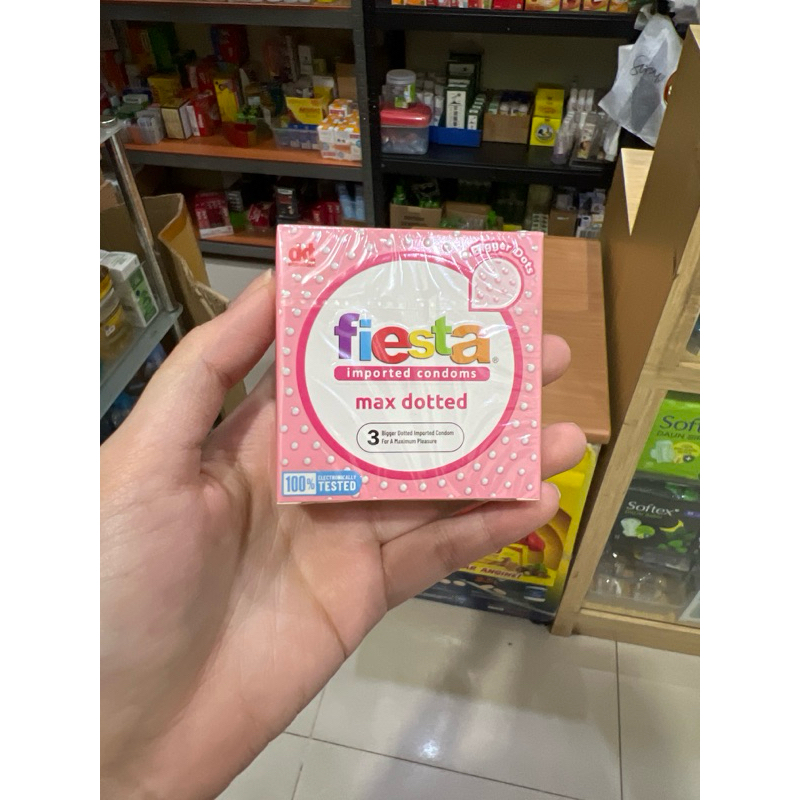 dkt
Bigger Dots
fiesta®
imported condoms
max dotted
3 Bigger Dotted Imported Condom
For A Maximum Pleasure
100% ELECTRONICALLY
TESTED
Softex